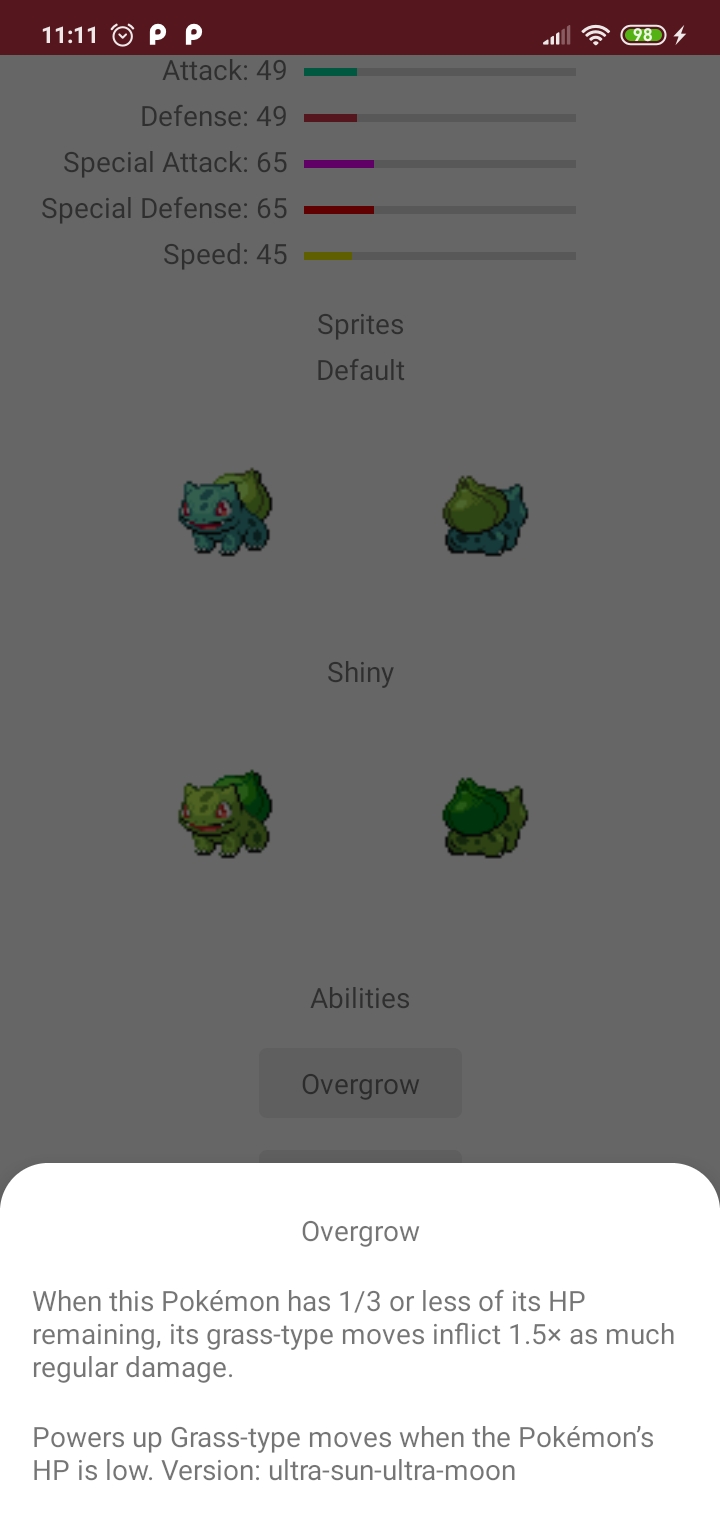 11:11
98
Attack: 49
Defense: 49
Special Attack: 65
Special Defense: 65
Speed: 45
Sprites
Default
Shiny
Abilities
Overgrow
Overgrow
When this Pokémon has 1/3 or less of its HP
remaining, its grass-type moves inflict 1.5× as much
regular damage.
Powers up Grass-type moves when the Pokémon’s
HP is low. Version: ultra-sun-ultra-moon